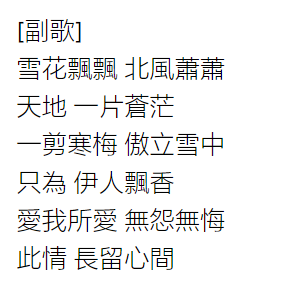 [副歌]
雪花飄飄 北風蕭蕭
天地 一片蒼茫
一剪寒梅 傲立雪中
只為 伊人飄香
愛我所愛 無怨無悔
此情 長留心間